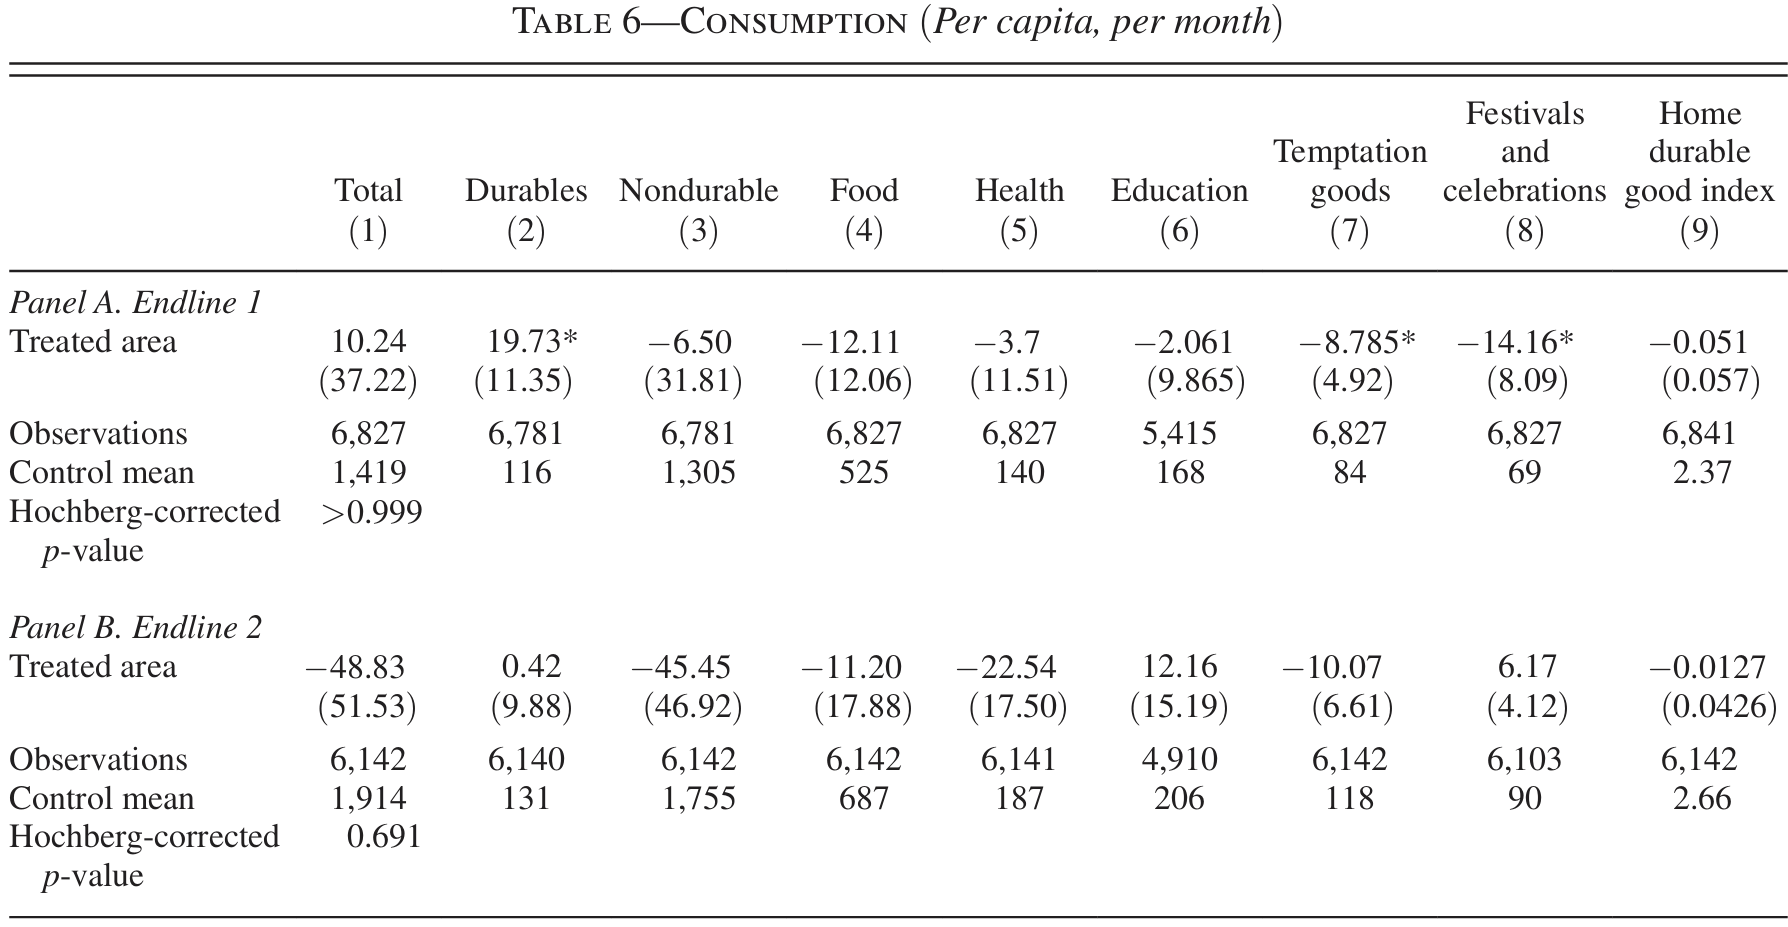 TABLE 6—CONSUMPTION (Per capita, per month)
Festivals Home
Temptation and durable
Total Durables Nondurable Food Health Education goods celebrations good index
(1) (2) (3) (4) (5) (6) (7) (8) (9)
Panel A. Endline 1
Treated area 10.24 19.73* −6.50 −12.11 −3.7 −2.061 −8.785* −14.16* −0.051
(37.22) (11.35) (31.81) (12.06) (11.51) (9.865) (4.92) (8.09) (0.057)
Observations 6,827 6,781 6,781 6,827 6,827 5,415 6,827 6,827 6,841
Control mean 1,419 116 1,305 525 140 168 84 69 2.37
Hochberg-corrected >0.999
p-value
Panel B. Endline 2
Treated area −48.83 0.42 −45.45 −11.20 −22.54 12.16 −10.07 6.17 −0.0127
(51.53) (9.88) (46.92) (17.88) (17.50) (15.19) (6.61) (4.12) (0.0426)
Observations 6,142 6,140 6,142 6,142 6,141 4,910 6,142 6,103 6,142
Control mean 1,914 131 1,755 687 187 206 118 90 2.66
Hochberg-corrected 0.691
p-value